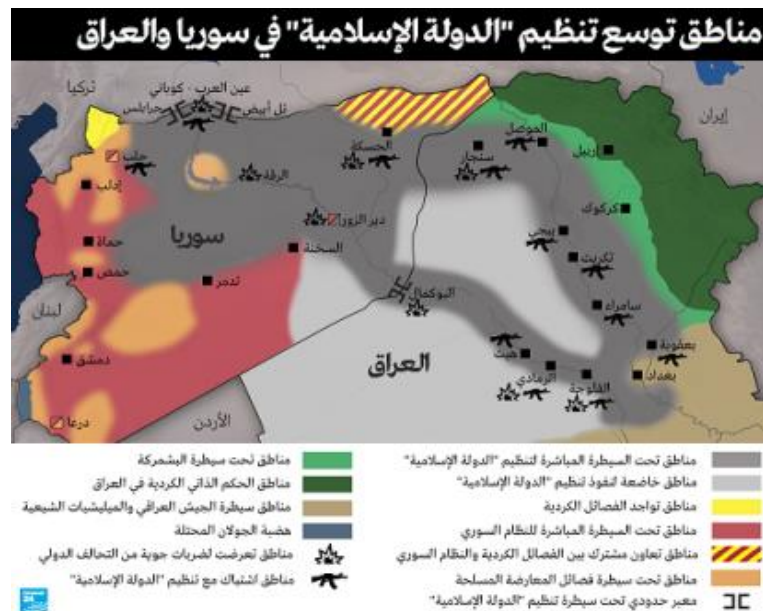 مناطق توسع تنظيم "الدولة الإسلامية" في سوريا والعراق
تركيا
عين العرب - كوباني
جرابلس
تل أبيض
إيران
الموصل
حلب
الرقة
الحسكة
سنجار
إربيل
إدلب
كركوك
سوريا
دير الزور
بيجي
حماة
السخنة
تكريت
حمص
تدمر
البوكمال
سامراء
لبنان
العراق
هيت
بعقوبة
دمشق
الرمادي
الفلوجة
بغداد
درعا
الأردن
مناطق تحت السيطرة المباشرة لتنظيم "الدولة الإسلامية"
مناطق خاضعة لنفوذ تنظيم "الدولة الإسلامية"
مناطق تواجد الفصائل الكردية
مناطق تحت السيطرة المباشرة للنظام السوري
مناطق تعاون مشترك بين الفصائل الكردية والنظام السوري
مناطق تحت سيطرة فصائل المعارضة المسلحة
معبر حدودي تحت سيطرة تنظيم "الدولة الإسلامية"
مناطق تحت سيطرة البشمركة
مناطق الحكم الذاتي الكردية في العراق
مناطق سيطرة الجيش العراقي والميليشيات الشيعية
هضبة الجولان المحتلة
مناطق تعرضت لضربات جوية من التحالف الدولي
مناطق اشتباك مع تنظيم "الدولة الإسلامية"
FRANCE
24